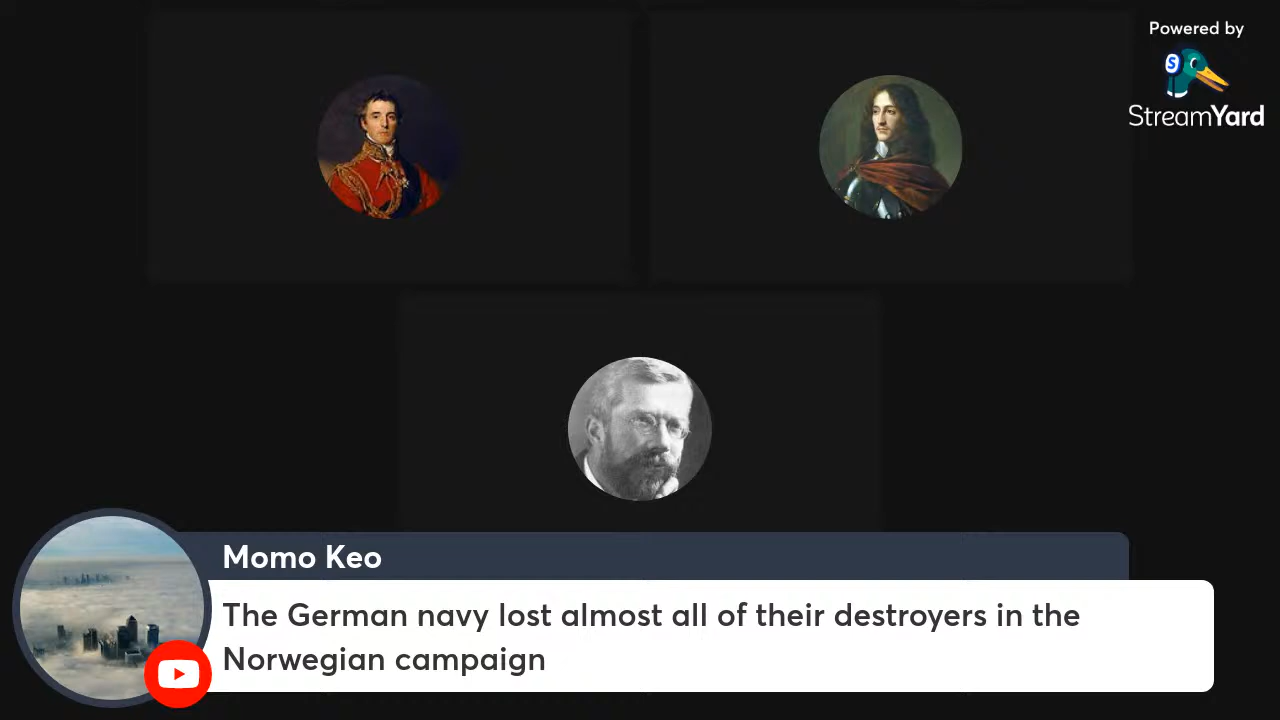 Powered by
S
StreamYard
Momo Keo
The German navy lost almost all of their destroyers in the
Norwegian campaign